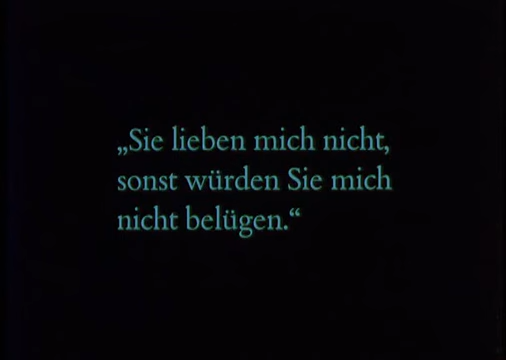 „Sie lieben mich nicht,
sonst würden Sie mich
nicht belügen.“